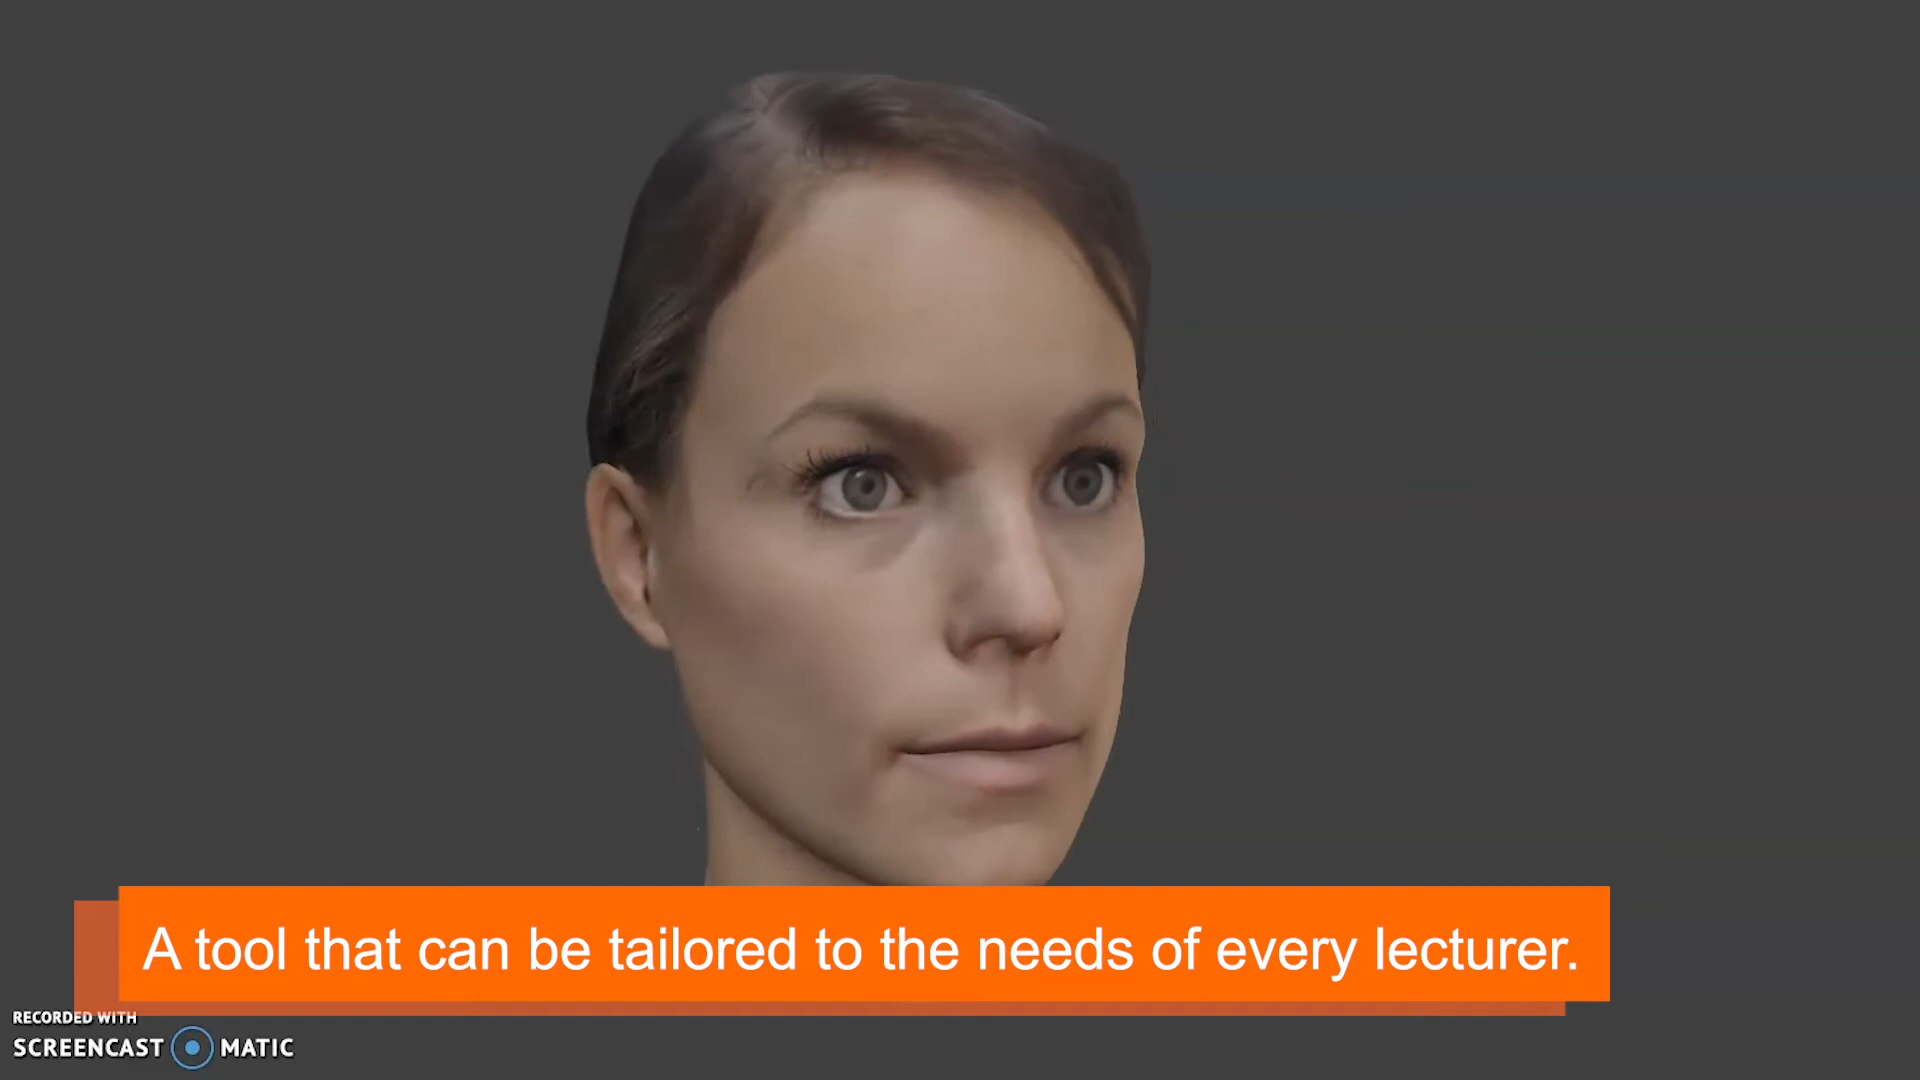 A tool that can be tailored to the needs of every lecturer.
RECORDED WITH
SCREENCAST MATIC